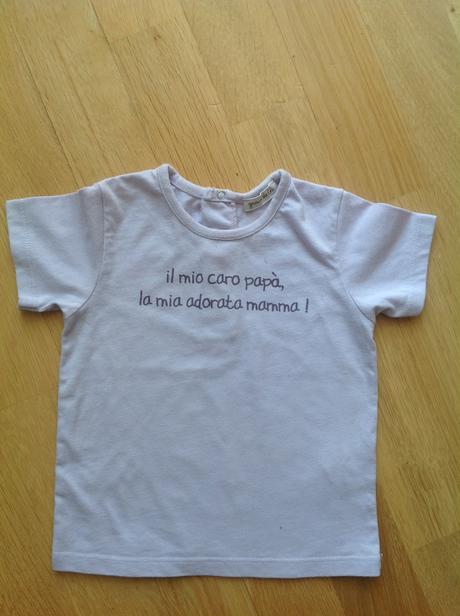 il mio caro papà,
la mia adorata mamma !